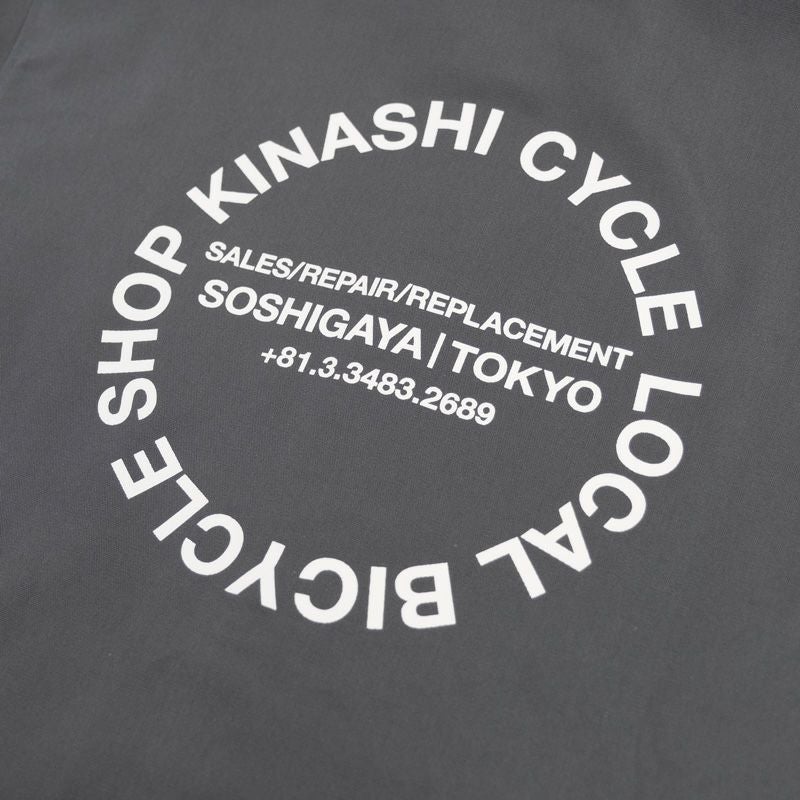 KINASHI CYCLE LOCAL BICYCLE SHOP
SALES/REPAIR/REPLACEMENT
SOSHIGAYA | TOKYO
+81.3.3483.2689